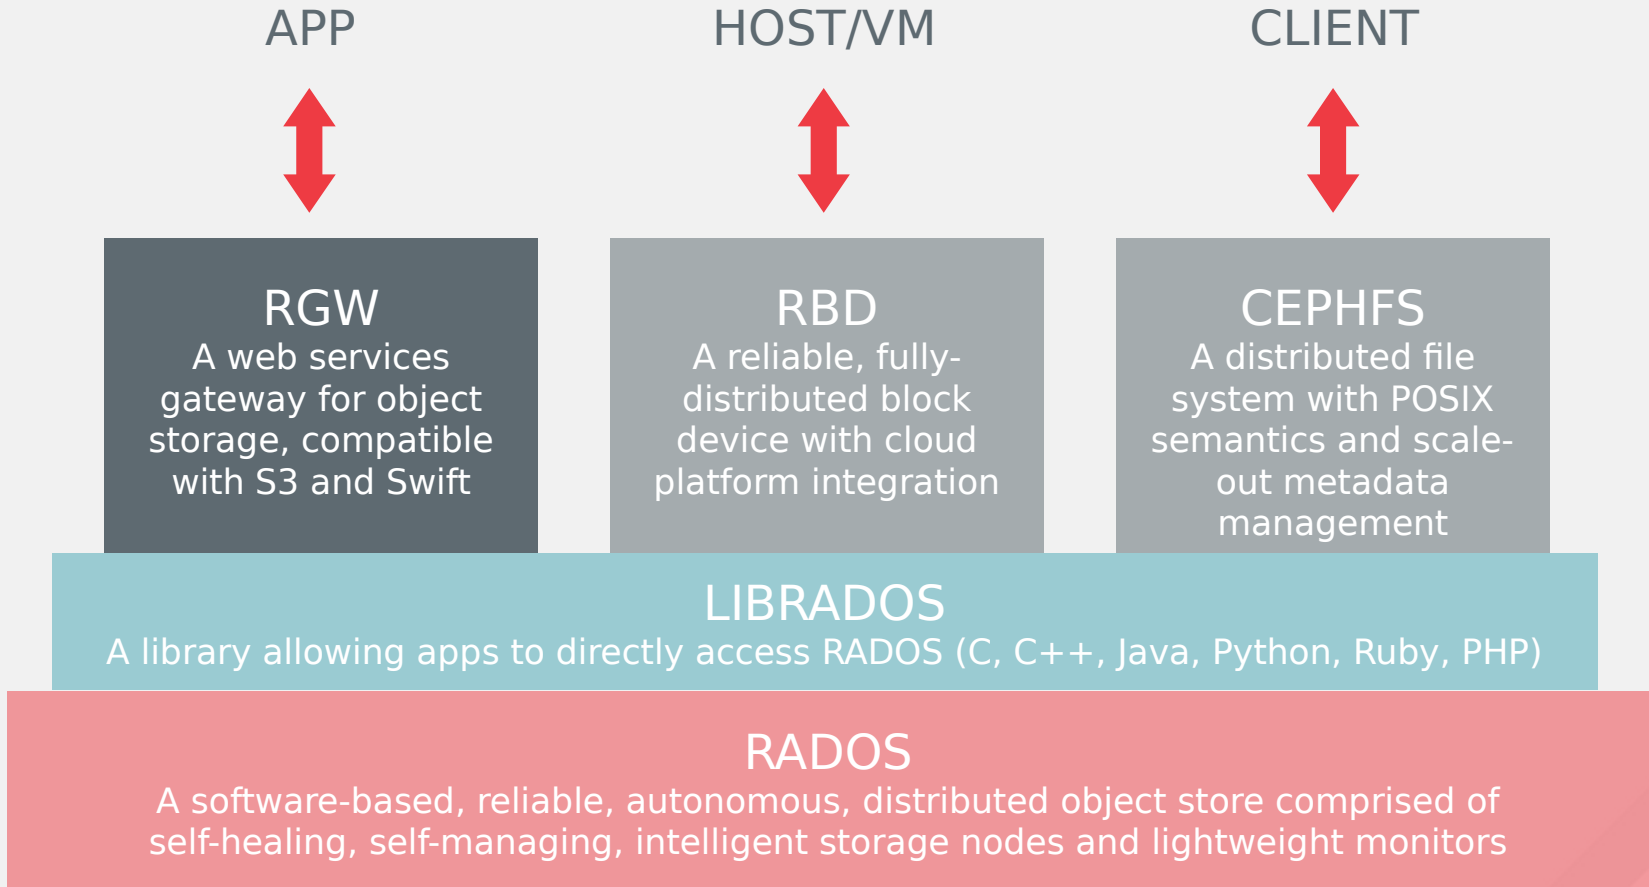 APP
HOST/VM
CLIENT
RGW
A web services
gateway for object
storage, compatible
with S3 and Swift
RBD
A reliable, fully-
distributed block
device with cloud
platform integration
CEPHFS
A distributed file
system with POSIX
semantics and scale-
out metadata
management
LIBRADOS
A library allowing apps to directly access RADOS (C, C++, Java, Python, Ruby, PHP)
RADOS
A software-based, reliable, autonomous, distributed object store comprised of
self-healing, self-managing, intelligent storage nodes and lightweight monitors